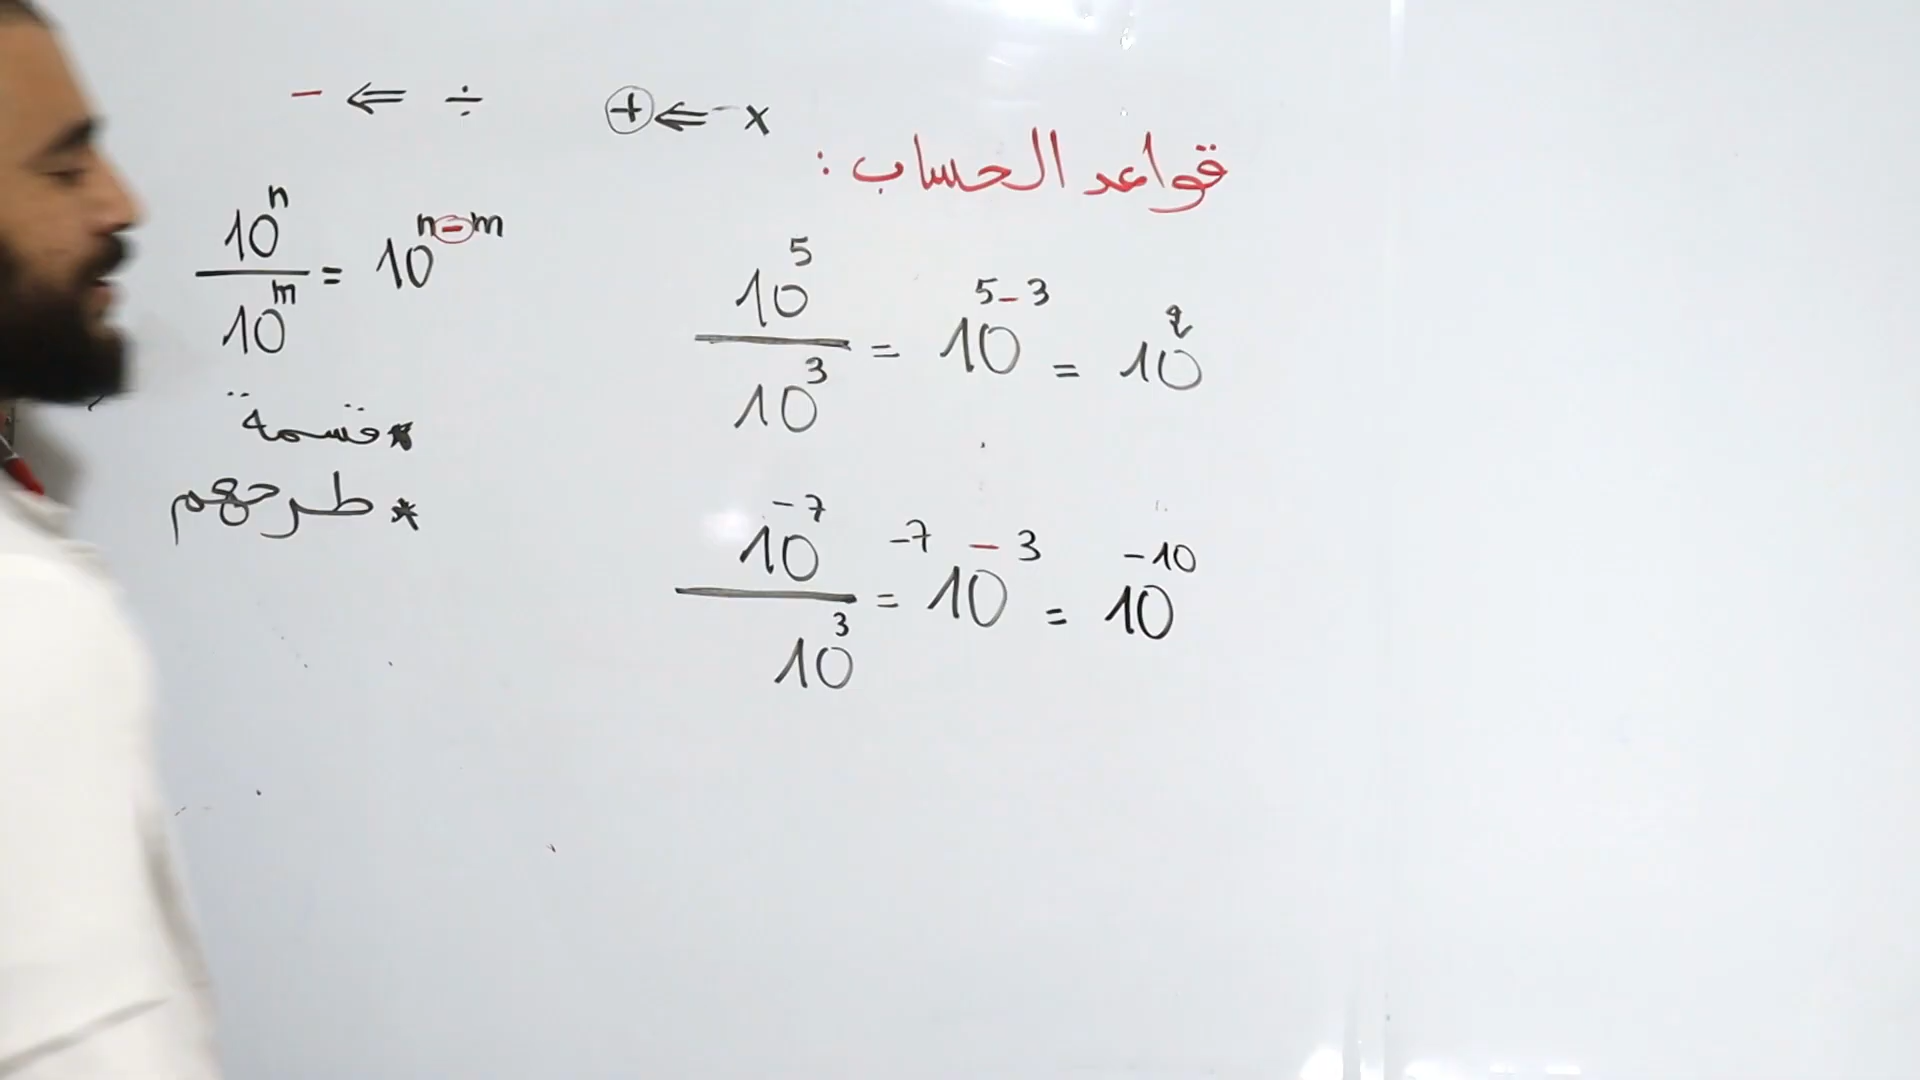 - ⇐ ÷
⊕ ⇐ x
قواعد الحساب :
10^n / 10^m = 10^(n-m)
* قسمة
* طرحهم
10^5 / 10^3 = 10^(5-3) = 10^2
10^-7 / 10^3 = 10^(-7-3) = 10^-10